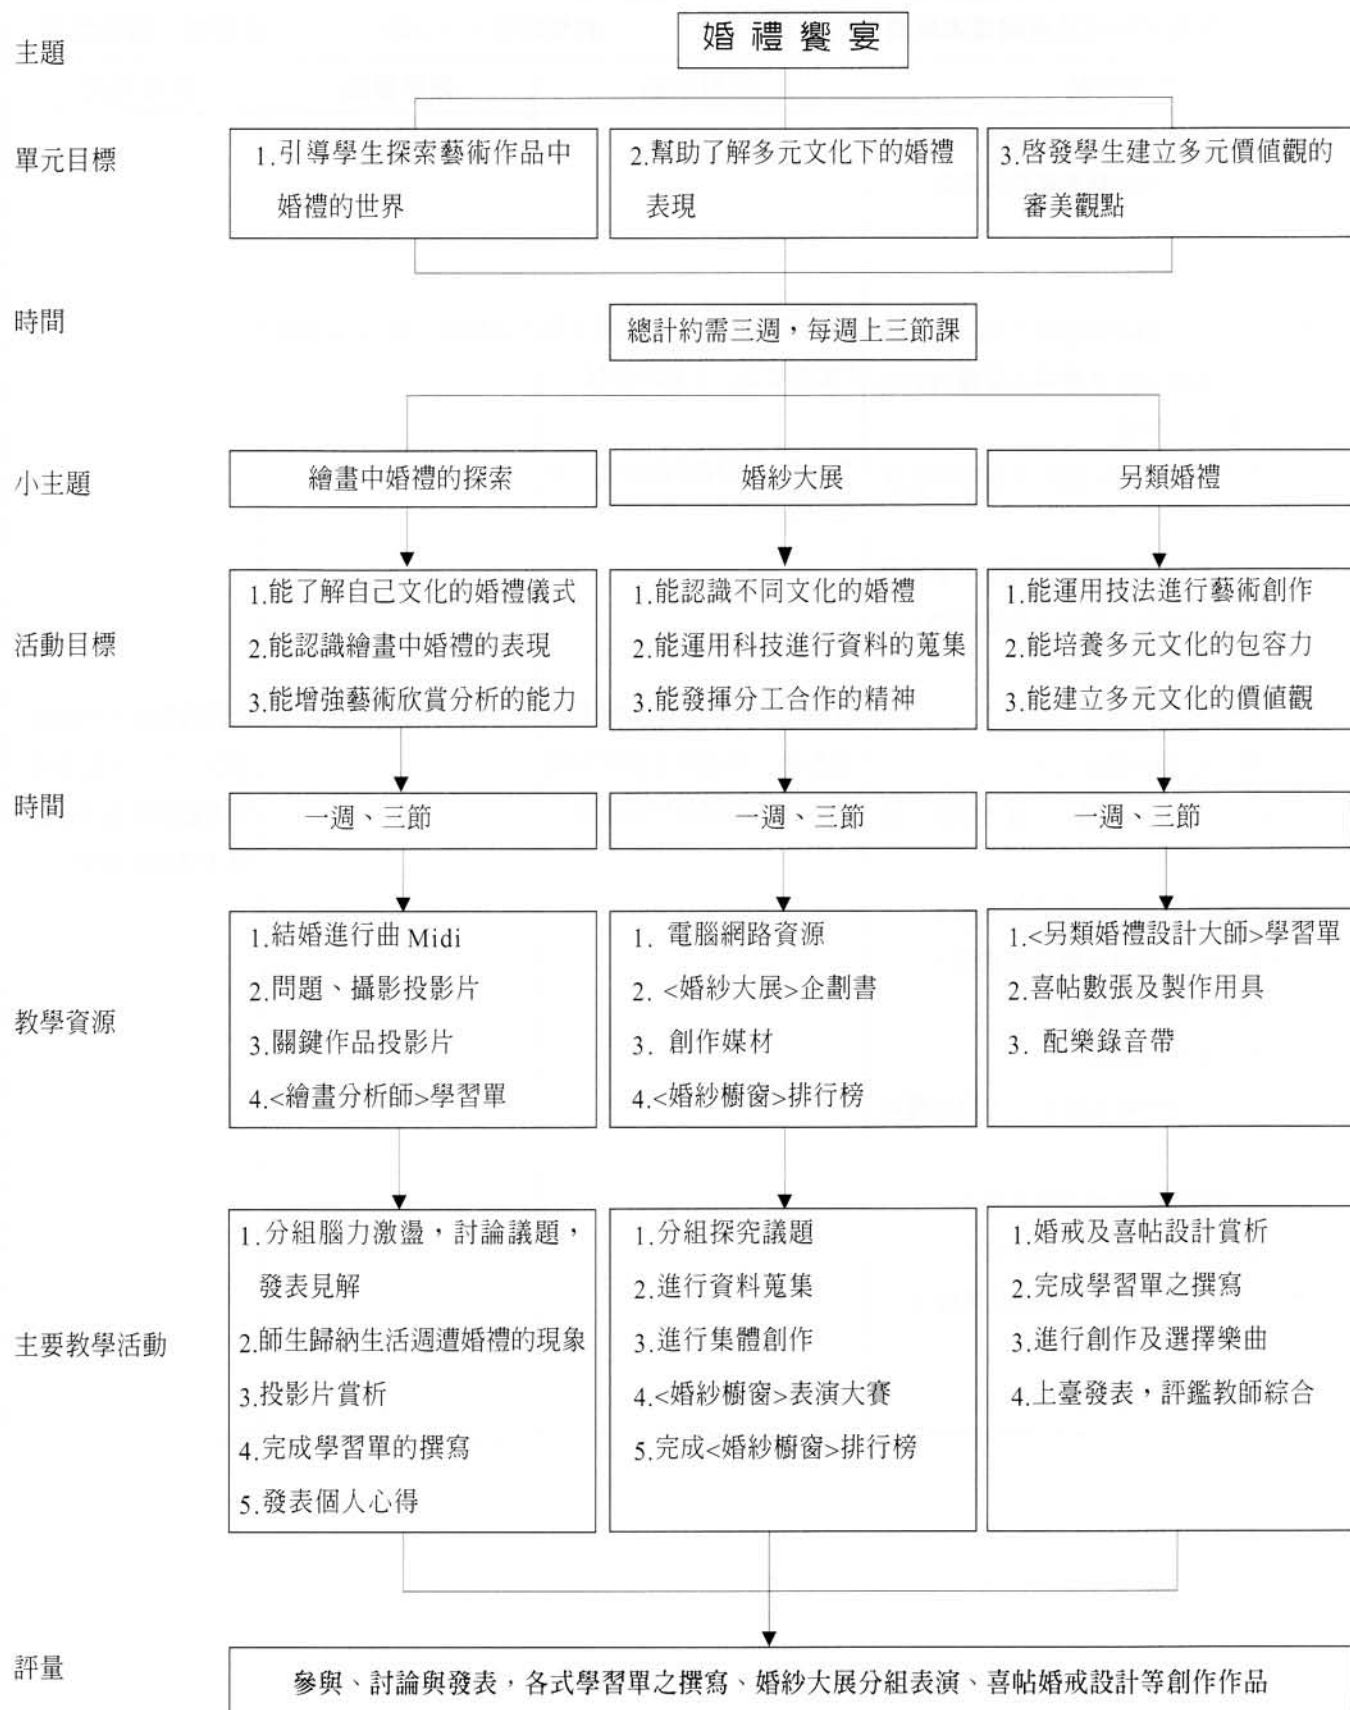 主題
婚禮饗宴
單元目標
1.引導學生探索藝術作品中
婚禮的世界
2.幫助了解多元文化下的婚禮
表現
3.啓發學生建立多元價值觀的
審美觀點
時間
總計約需三週，每週上三節課
小主題
繪畫中婚禮的探索
婚紗大展
另類婚禮
活動目標
1.能了解自己文化的婚禮儀式
2.能認識繪畫中婚禮的表現
3.能增強藝術欣賞分析的能力
1.能認識不同文化的婚禮
2.能運用科技進行資料的蒐集
3.能發揮分工合作的精神
1.能運用技法進行藝術創作
2.能培養多元文化的包容力
3.能建立多元文化的價值觀
時間
一週、三節
一週、三節
一週、三節
教學資源
1.結婚進行曲 Midi
2.問題、攝影投影片
3.關鍵作品投影片
4.<繪畫分析師>學習單
1. 電腦網路資源
2. <婚紗大展>企劃書
3. 創作媒材
4.<婚紗櫥窗>排行榜
1.<另類婚禮設計大師>學習單
2.喜帖數張及製作用具
3. 配樂錄音帶
主要教學活動
1.分組腦力激盪，討論議題，
發表見解
2.師生歸納生活週遭婚禮的現象
3.投影片賞析
4.完成學習單的撰寫
5.發表個人心得
1.分組探究議題
2.進行資料蒐集
3.進行集體創作
4.<婚紗櫥窗>表演大賽
5.完成<婚紗櫥窗>排行榜
1.婚戒及喜帖設計賞析
2.完成學習單之撰寫
3.進行創作及選擇樂曲
4.上臺發表，評鑑教師綜合
評量
參與、討論與發表，各式學習單之撰寫、婚紗大展分組表演、喜帖婚戒設計等創作作品